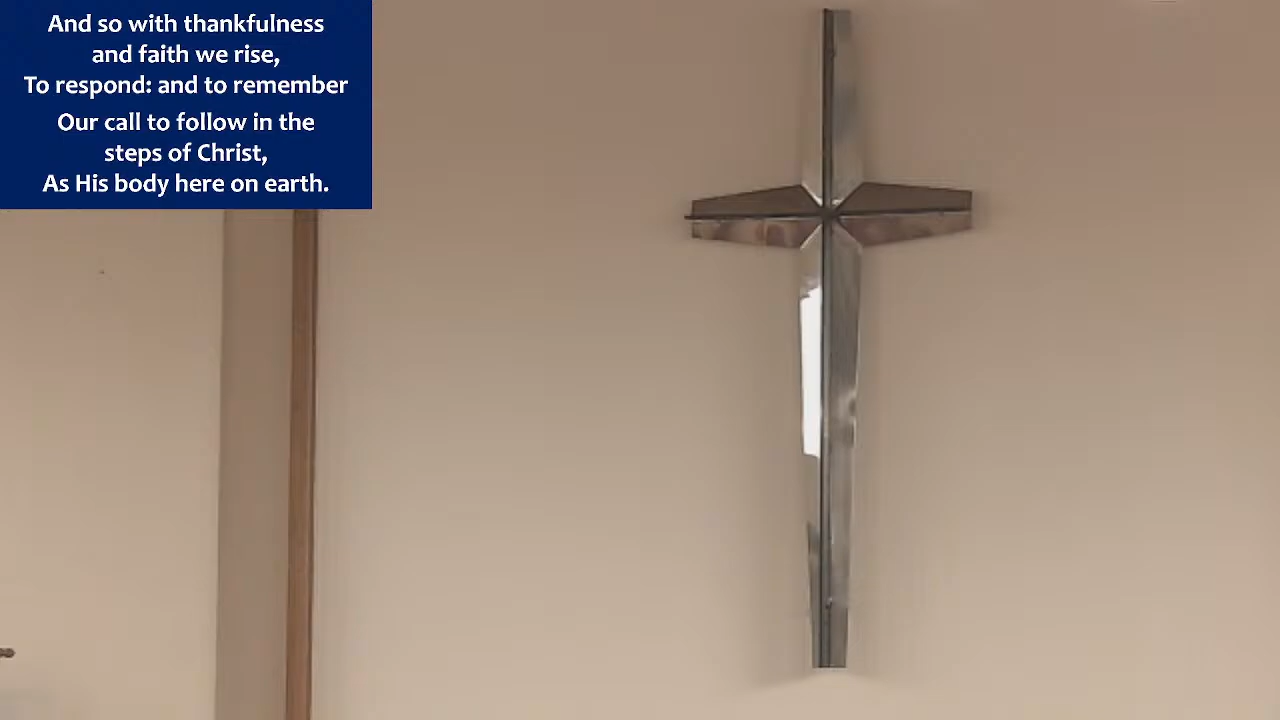 And so with thankfulness
and faith we rise,
To respond: and to remember
Our call to follow in the
steps of Christ,
As His body here on earth.